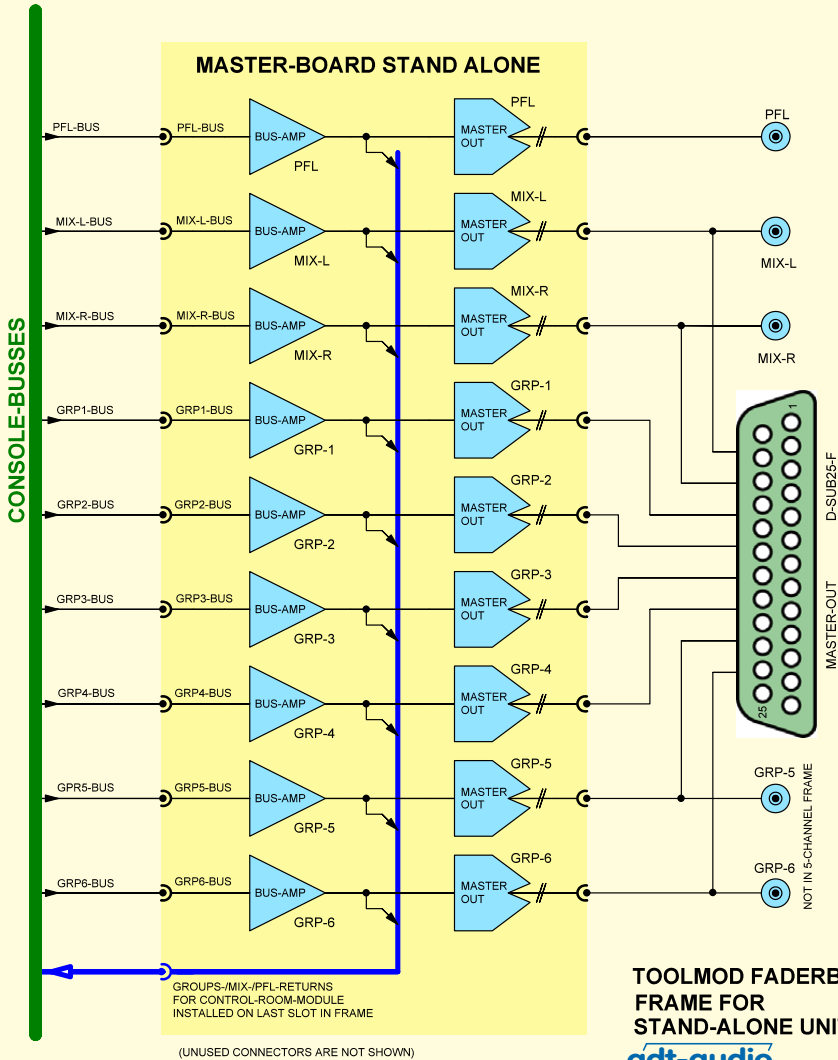 MASTER-BOARD STAND ALONE
CONSOLE-BUSSES
PFL-BUS
PFL-BUS
BUS-AMP
PFL
MASTER
OUT
PFL
PFL
MIX-L-BUS
MIX-L-BUS
BUS-AMP
MIX-L
MASTER
OUT
MIX-L
MIX-L
MIX-R-BUS
MIX-R-BUS
BUS-AMP
MIX-R
MASTER
OUT
MIX-R
MIX-R
GRP1-BUS
GRP1-BUS
BUS-AMP
GRP-1
MASTER
OUT
GRP-1
GRP2-BUS
GRP2-BUS
BUS-AMP
GRP-2
MASTER
OUT
GRP-2
GRP3-BUS
GRP3-BUS
BUS-AMP
GRP-3
MASTER
OUT
GRP-3
GRP4-BUS
GRP4-BUS
BUS-AMP
GRP-4
MASTER
OUT
GRP-4
GPR5-BUS
GRP5-BUS
BUS-AMP
GRP-5
MASTER
OUT
GRP-5
GRP-5
GRP6-BUS
GRP6-BUS
BUS-AMP
GRP-6
MASTER
OUT
GRP-6
GRP-6
1
25
D-SUB25-F
MASTER-OUT
NOT IN 5-CHANNEL FRAME
GROUPS-/MIX-/PFL-RETURNS
FOR CONTROL-ROOM-MODULE
INSTALLED ON LAST SLOT IN FRAME
(UNUSED CONNECTORS ARE NOT SHOWN)
TOOLMOD FADERB
FRAME FOR
STAND-ALONE UNI
adt-audio